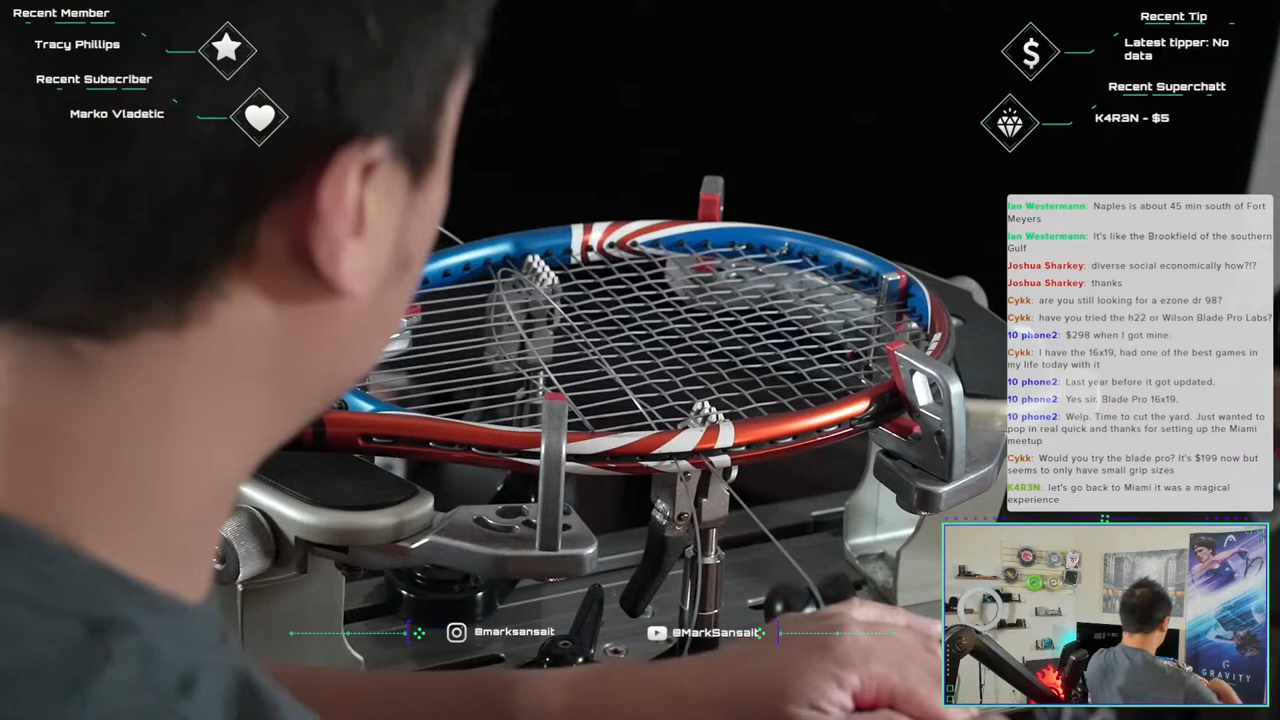 Recent Member
Tracy Phillips
Recent Subscriber
Marko Vladetic
Recent Tip
Latest tipper: No
data
Recent Superchatt
K4R3N - $5
Ian Westermann: Naples is about 45 min south of Fort
Meyers
Ian Westermann: It's like the Brookfield of the southern
Gulf
Joshua Sharkey: diverse social economically how?!?
Joshua Sharkey: thanks
Cykk: are you still looking for a ezone dr 98?
Cykk: have you tried the h22 or Wilson Blade Pro Labs?
10 phone2: $298 when I got mine.
Cykk: I have the 16x19, had one of the best games in
my life today with it
10 phone2: Last year before it got updated.
10 phone2: Yes sir. Blade Pro 16x19.
10 phone2: Welp. Time to cut the yard. Just wanted to
pop in real quick and thanks for setting up the Miami
meetup
Cykk: Would you try the blade pro? It's $199 now but
seems to only have small grip sizes
K4R3N: let's go back to Miami it was a magical
experience
@marksansait
@MarkSansait
HEAD
GRAVITY